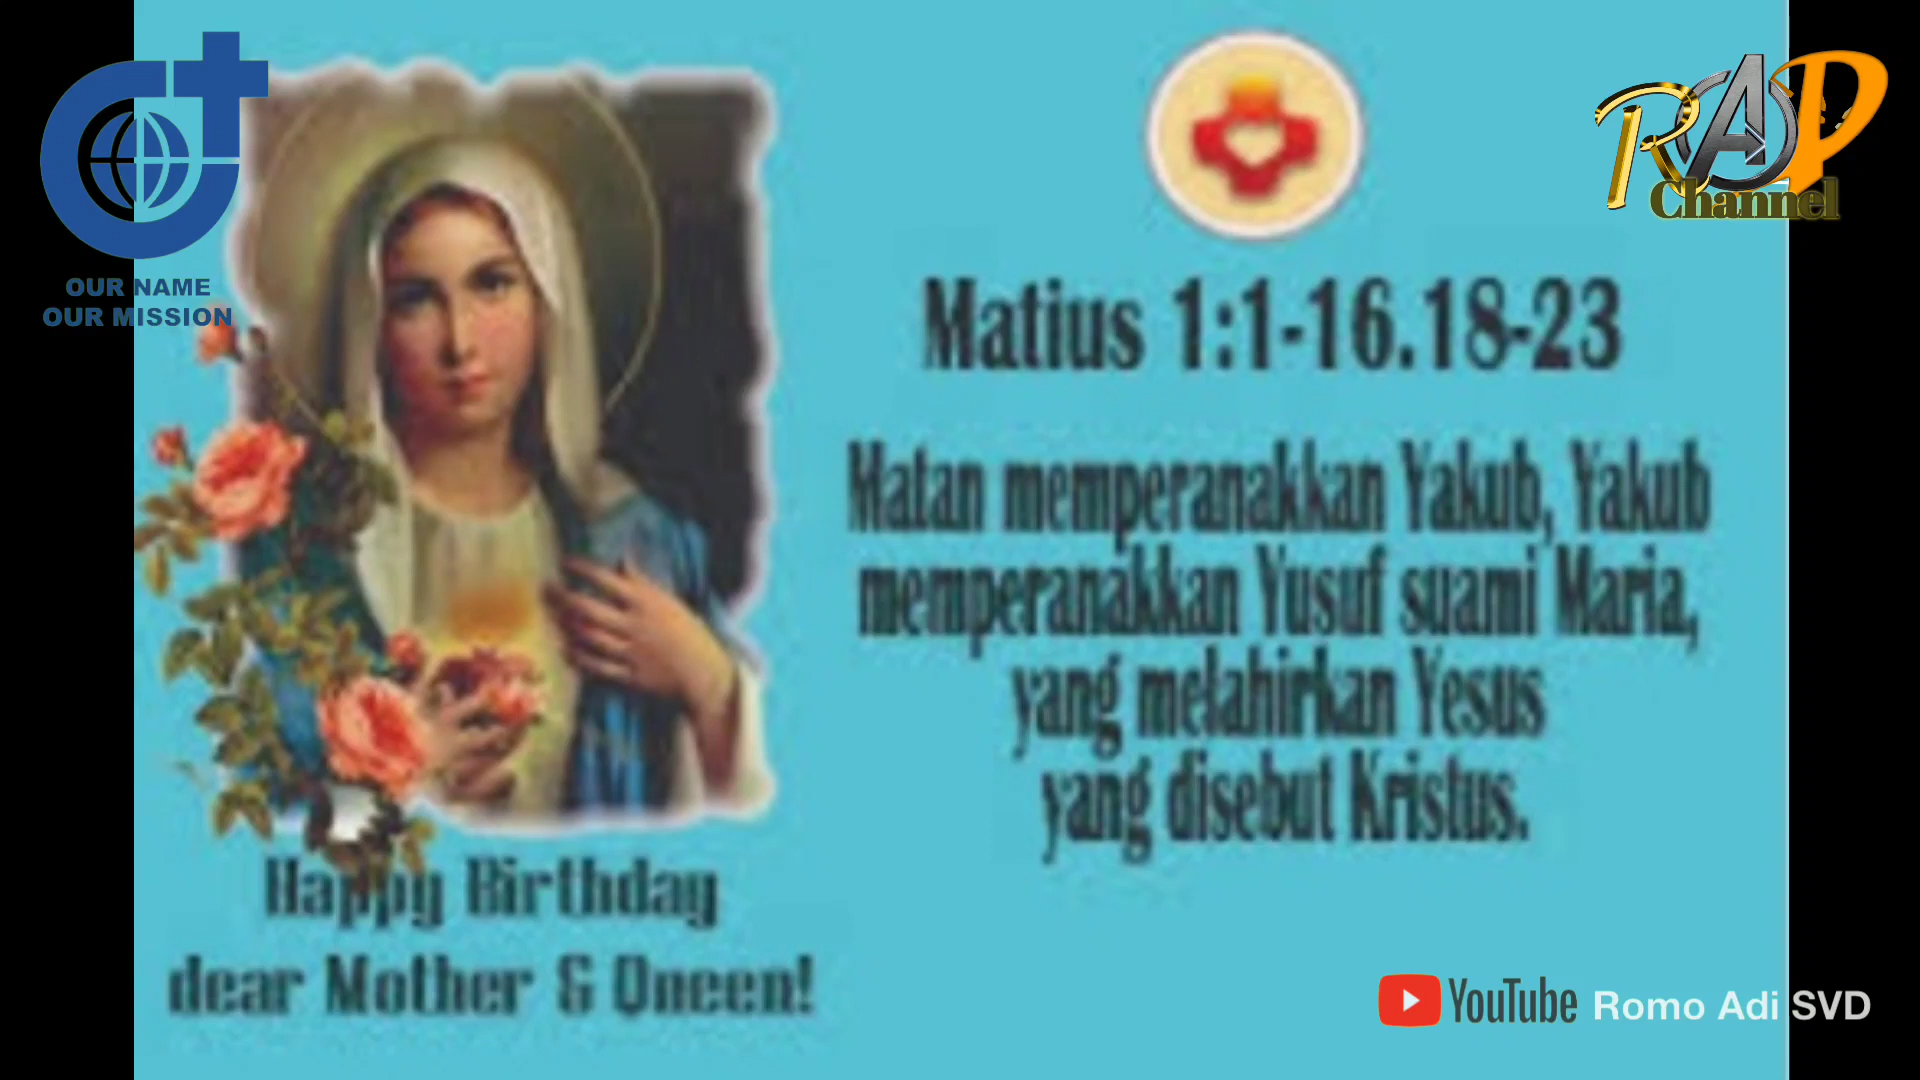 OUR NAME
OUR MISSION
RAP
Channel
Matius 1:1-16.18-23
Matan memperanakkan Yakub, Yakub
memperanakkan Yusuf suami Maria,
yang melahirkan Yesus
yang disebut Kristus.
Happy Birthday
dear Mother & Queen!
YouTube Romo Adi SVD